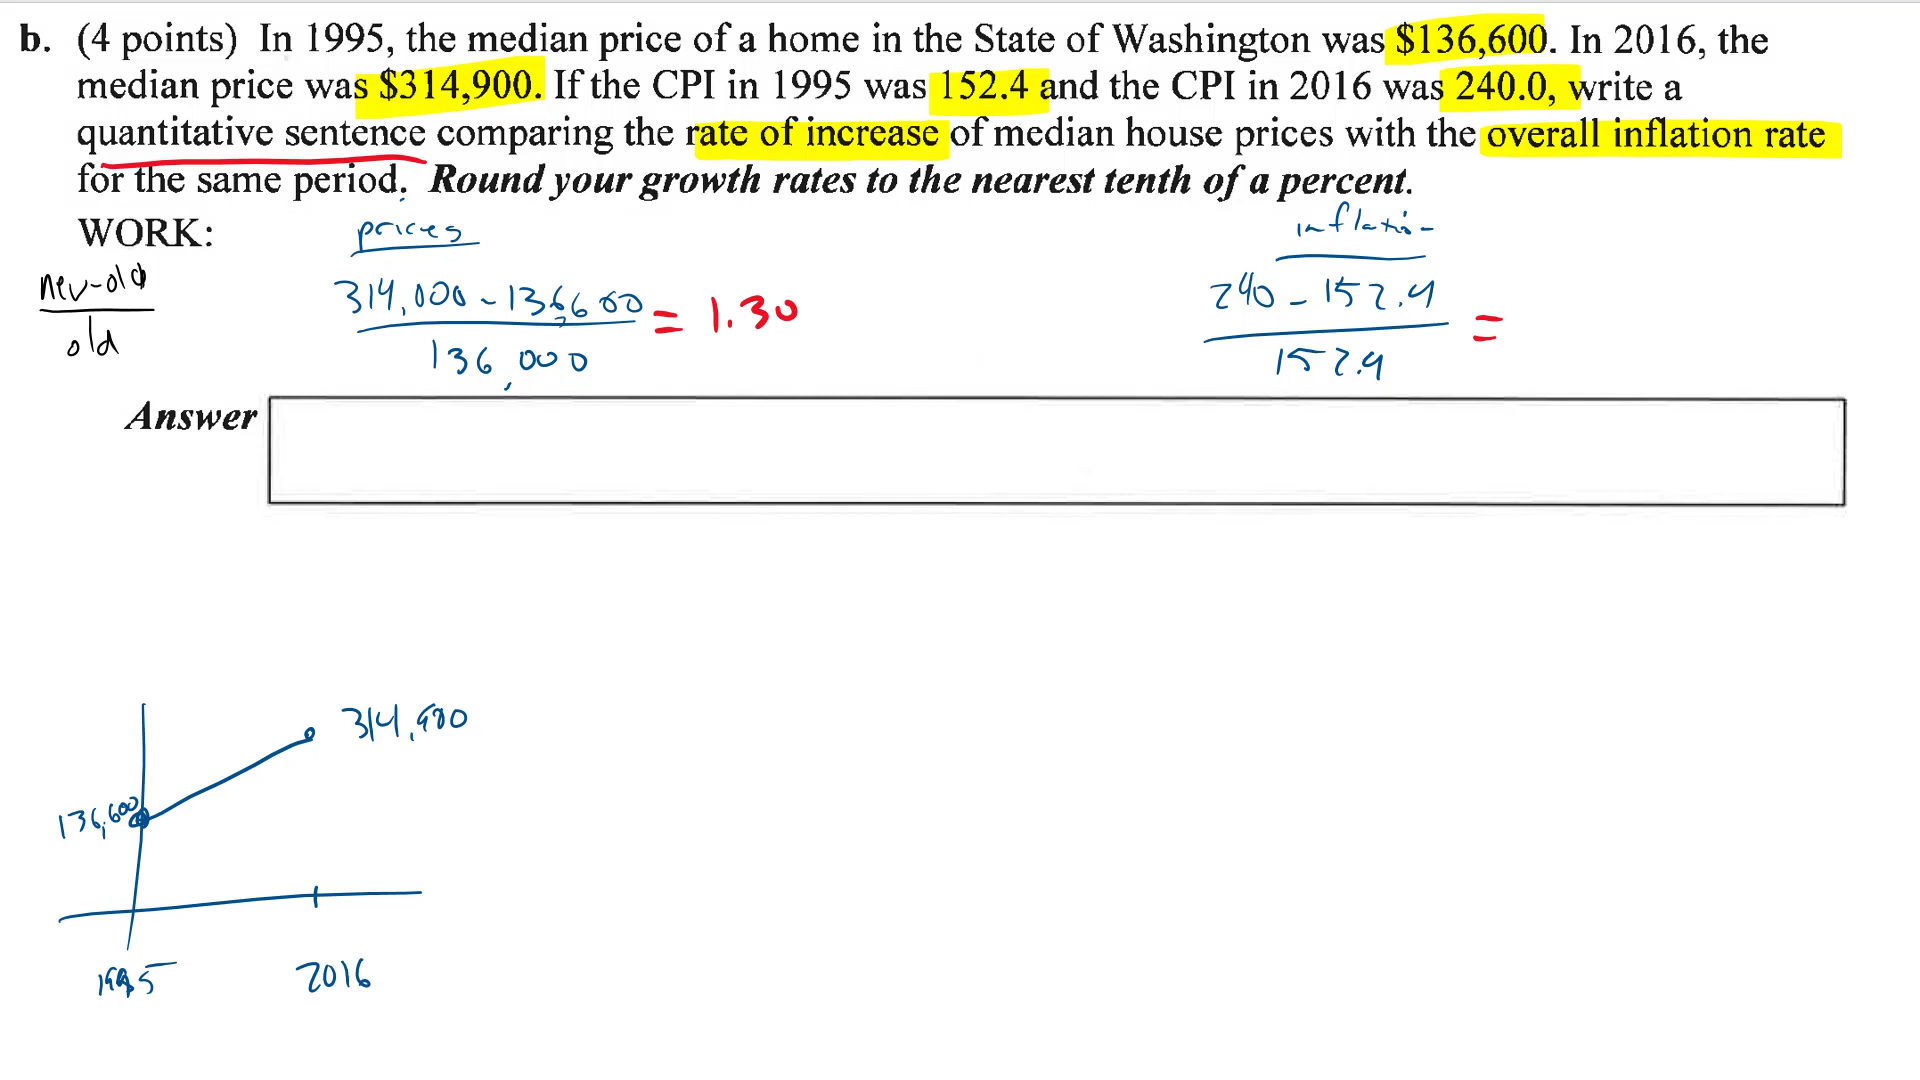 b. (4 points) In 1995, the median price of a home in the State of Washington was $136,600. In 2016, the
median price was $314,900. If the CPI in 1995 was 152.4 and the CPI in 2016 was 240.0, write a
quantitative sentence comparing the rate of increase of median house prices with the overall inflation rate
for the same period. Round your growth rates to the nearest tenth of a percent.
WORK: prices inflation
new-old
old
314,000 - 136,600 = 1.30
136,000
240 - 152.4 =
152.4
Answer
314,900
136,600
1995 2016